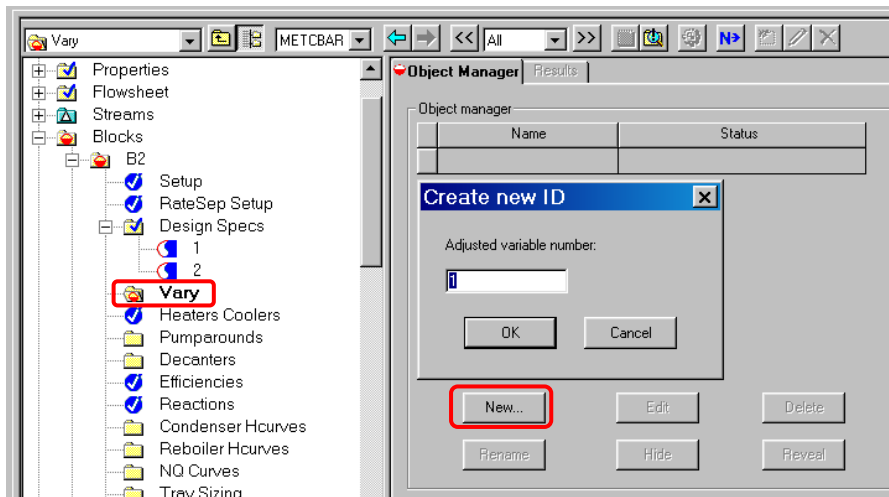 Vary
METCBAR
<<
All
>>
N>
Properties
Flowsheet
Streams
Blocks
B2
Setup
RateSep Setup
Design Specs
1
2
Vary
Heaters Coolers
Pumparounds
Decanters
Efficiencies
Reactions
Condenser Hcurves
Reboiler Hcurves
NQ Curves
Tray Sizing
Object Manager Results
Object manager
Name Status
Create new ID
Adjusted variable number:
1
OK Cancel
New... Edit Delete
Rename Hide Reveal